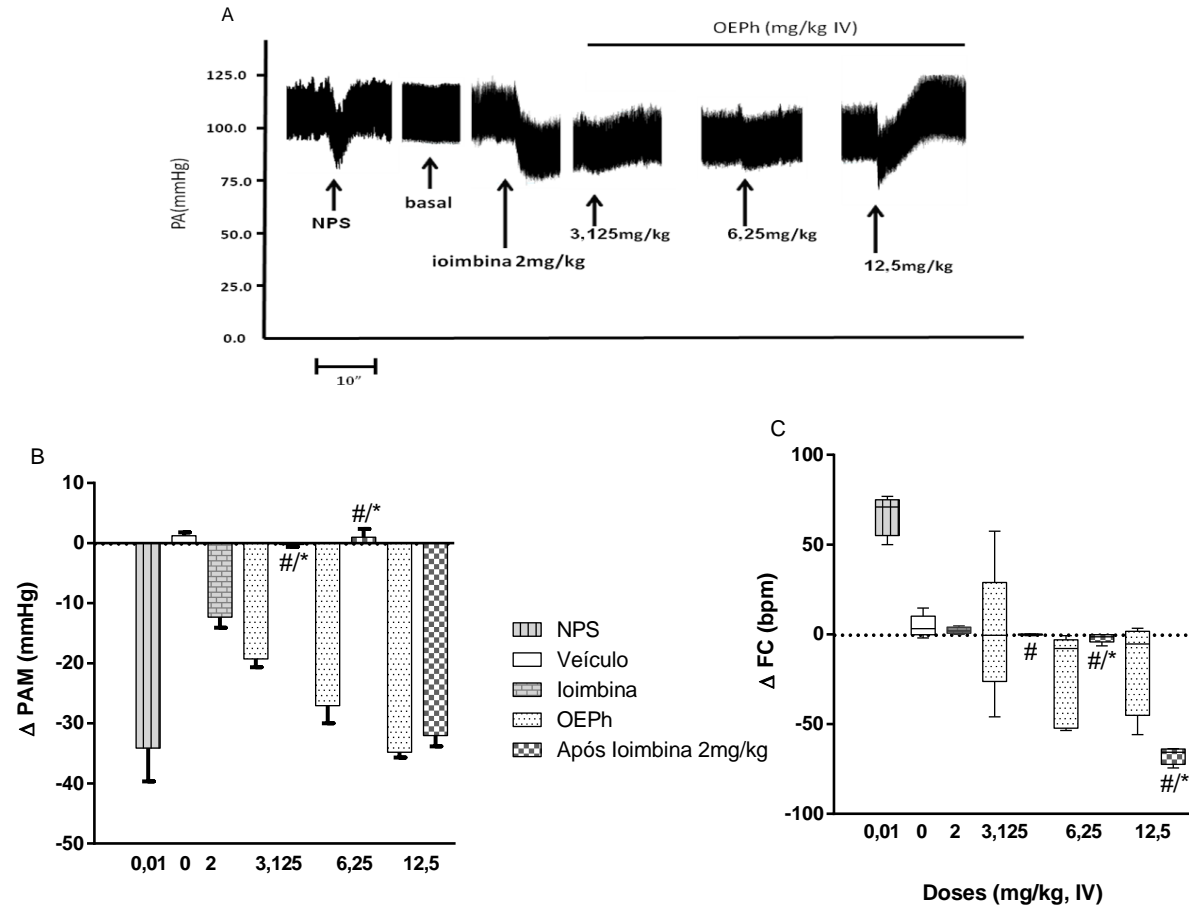 A
OEPh (mg/kg IV)
PA(mmHg)
125.0
100.0
75.0
50.0
25.0
0.0
NPS
basal
ioimbina 2mg/kg
3,125mg/kg
6,25mg/kg
12,5mg/kg
10”
B
Δ PAM (mmHg)
10
0
-10
-20
-30
-40
-50
#/*
#/*
0,01 0 2 3,125 6,25 12,5
NPS
Veículo
Ioimbina
OEPh
Após Ioimbina 2mg/kg
C
Δ FC (bpm)
100
50
0
-50
-100
#
#/*
#/*
0,01 0 2 3,125 6,25 12,5
Doses (mg/kg, IV)